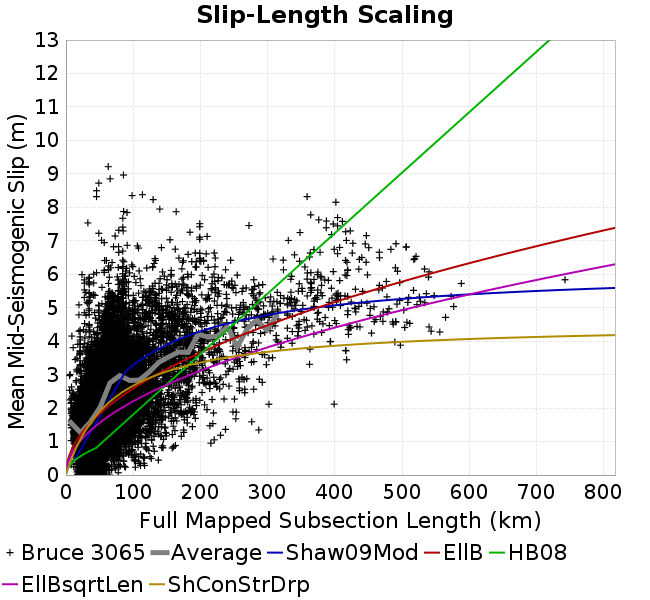 Slip-Length Scaling
Mean Mid-Seismogenic Slip (m)
13
12
11
10
9
8
7
6
5
4
3
2
1
0
0 100 200 300 400 500 600 700 800
Full Mapped Subsection Length (km)
Bruce 3065 Average Shaw09Mod EllB HB08
EllBsqrtLen ShConStrDrp